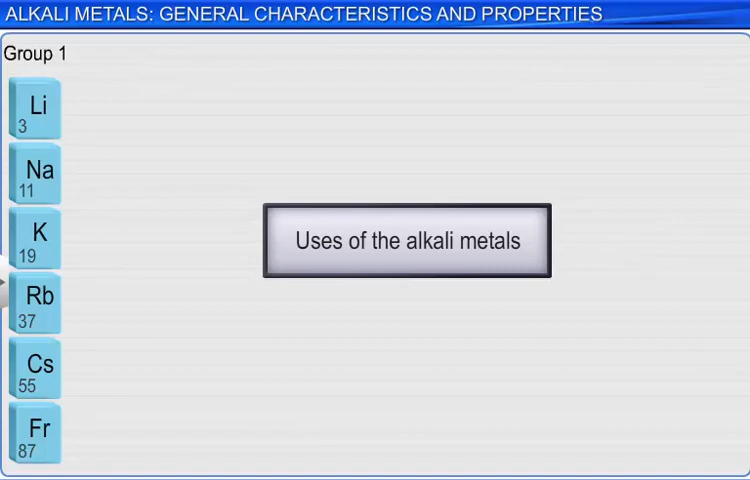 ALKALI METALS: GENERAL CHARACTERISTICS AND PROPERTIES
Group 1
Li
3
Na
11
K
19
Rb
37
Cs
55
Fr
87
Uses of the alkali metals